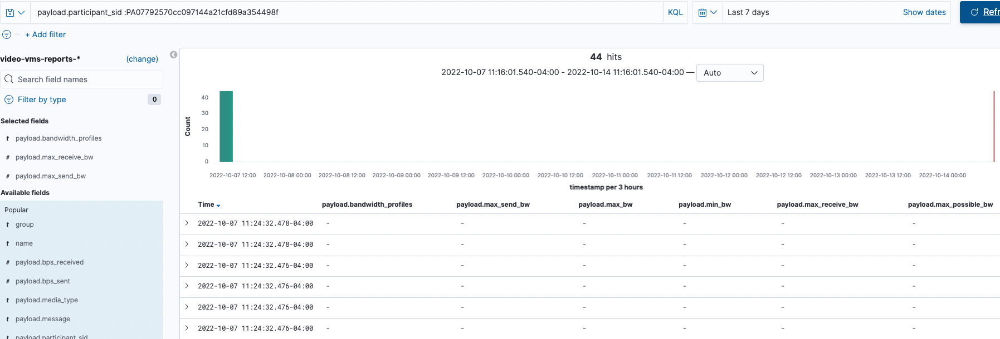 payload.participant_sid :PA07792570cc097144a21cfd89a354498f KQL Last 7 days Show dates Refr
+ Add filter
video-vms-reports-* (change)
Search field names
Filter by type 0
Selected fields
t payload.bandwidth_profiles
# payload.max_receive_bw
# payload.max_send_bw
Available fields
Popular
t group
t name
# payload.bps_received
# payload.bps_sent
t payload.media_type
t payload.message
t payload.participant_sid
44 hits
2022-10-07 11:16:01.540-04:00 - 2022-10-14 11:16:01.540-04:00 — Auto
Count
40
30
20
10
0
2022-10-07 12:00 2022-10-08 00:00 2022-10-08 12:00 2022-10-09 00:00 2022-10-09 12:00 2022-10-10 00:00 2022-10-10 12:00 2022-10-11 00:00 2022-10-11 12:00 2022-10-12 00:00 2022-10-12 12:00 2022-10-13 00:00 2022-10-13 12:00 2022-10-14 00:00
timestamp per 3 hours
Time payload.bandwidth_profiles payload.max_send_bw payload.max_bw payload.min_bw payload.max_receive_bw payload.max_possible_bw
2022-10-07 11:24:32.478-04:00 - - - - - -
2022-10-07 11:24:32.478-04:00 - - - - - -
2022-10-07 11:24:32.476-04:00 - - - - - -
2022-10-07 11:24:32.476-04:00 - - - - - -
2022-10-07 11:24:32.476-04:00 - - - - - -
2022-10-07 11:24:32.476-04:00 - - - - - -